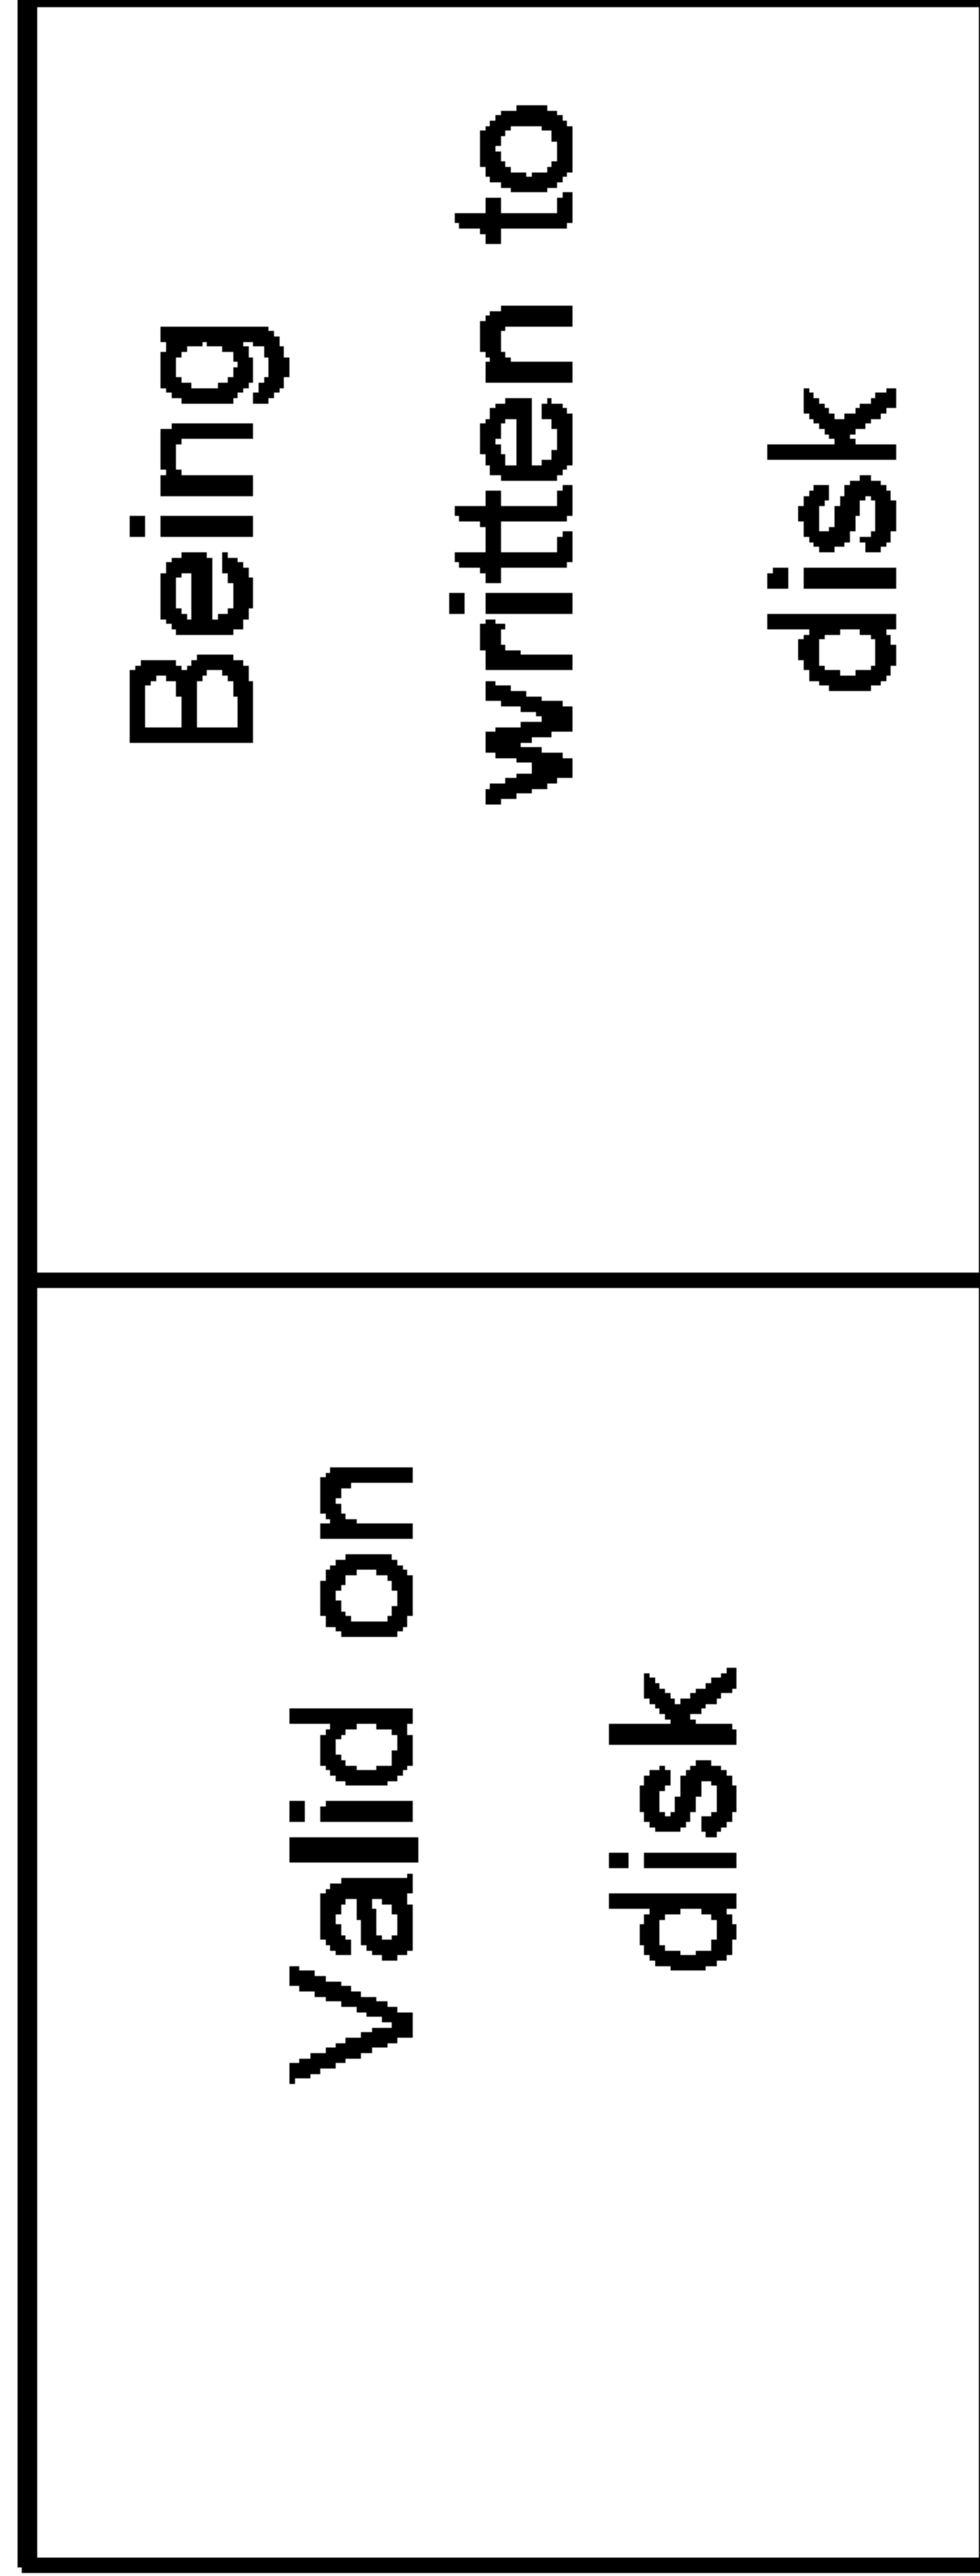 Valid on
disk
Being
written to
disk